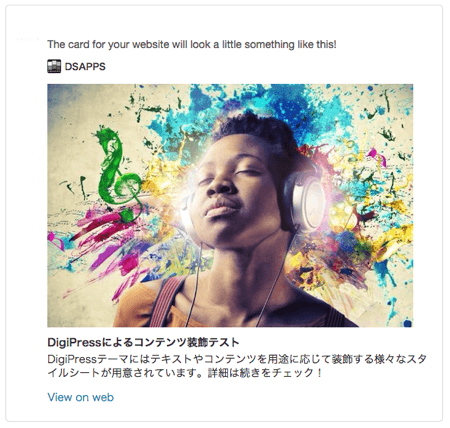 The card for your website will look a little something like this!
DSAPPS
DigiPressによるコンテンツ装飾テスト
DigiPressテーマにはテキストやコンテンツを用途に応じて装飾する様々なスタ
イルシートが用意されています。詳細は続きをチェック！
View on web